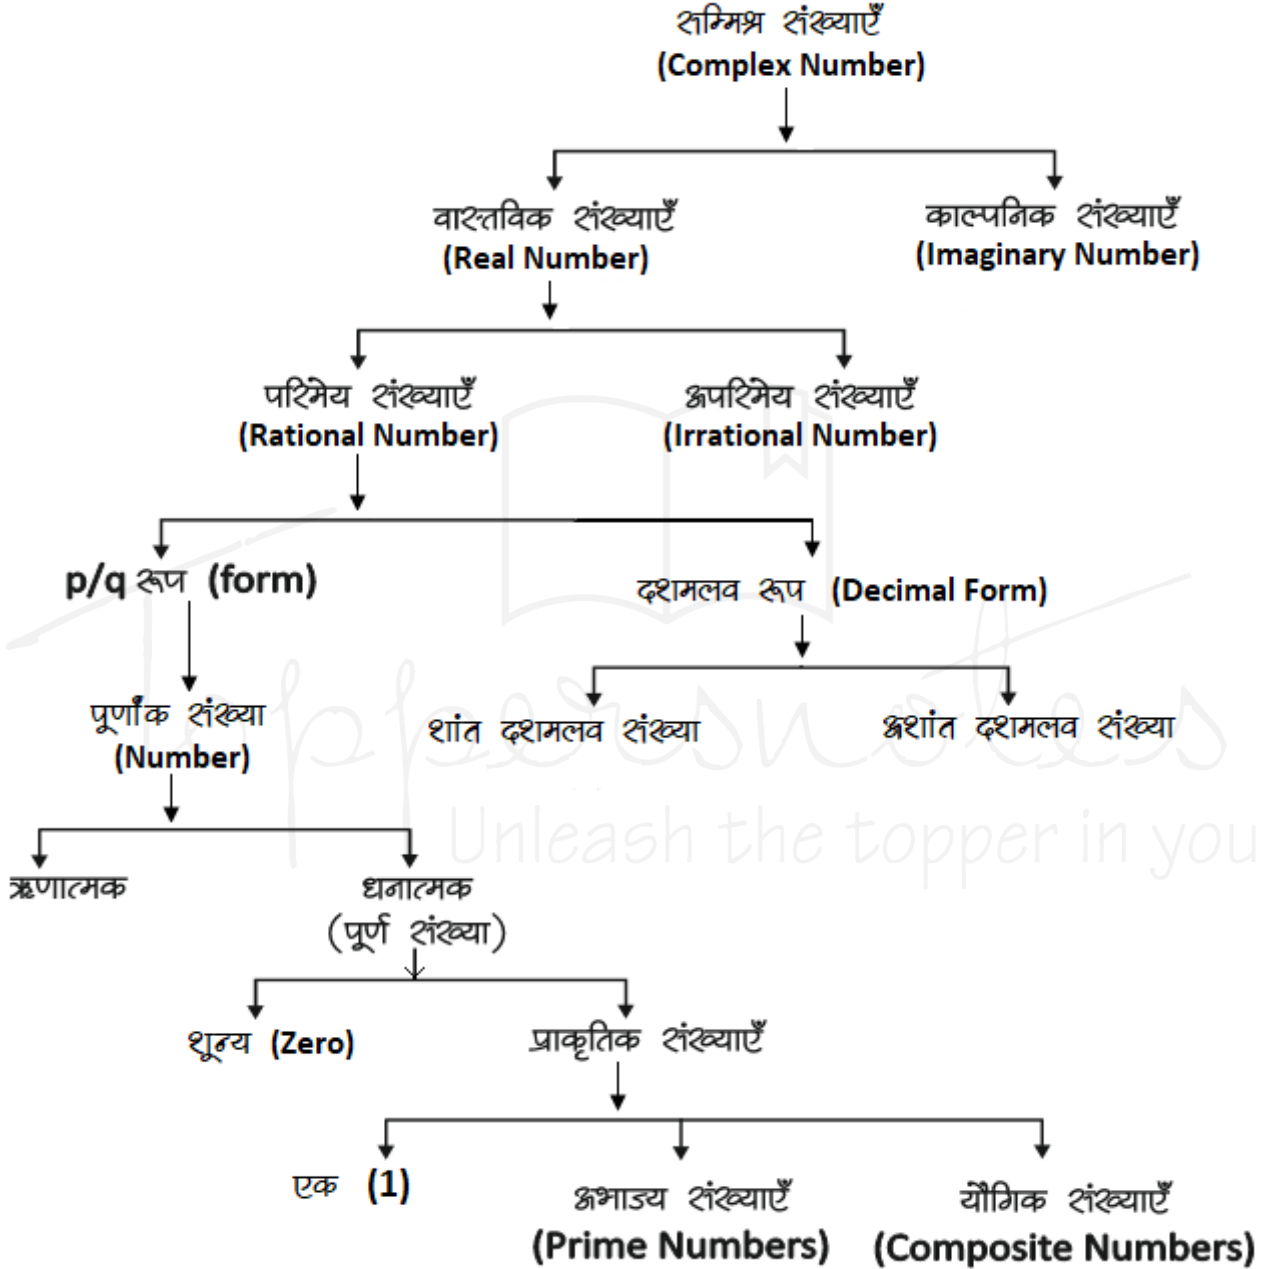 सम्मिश्र संख्याएँ
(Complex Number)
वास्तविक संख्याएँ
(Real Number)
काल्पनिक संख्याएँ
(Imaginary Number)
परिमेय संख्याएँ
(Rational Number)
अपरिमेय संख्याएँ
(Irrational Number)
p/q रूप (form)
दशमलव रूप (Decimal Form)
पूर्णांक संख्या
(Number)
शांत दशमलव संख्या
अशांत दशमलव संख्या
Toppersnotes
Unleash the topper in you
ऋणात्मक
धनात्मक
(पूर्ण संख्या)
शून्य (Zero)
प्राकृतिक संख्याएँ
एक (1)
अभाज्य संख्याएँ
(Prime Numbers)
यौगिक संख्याएँ
(Composite Numbers)